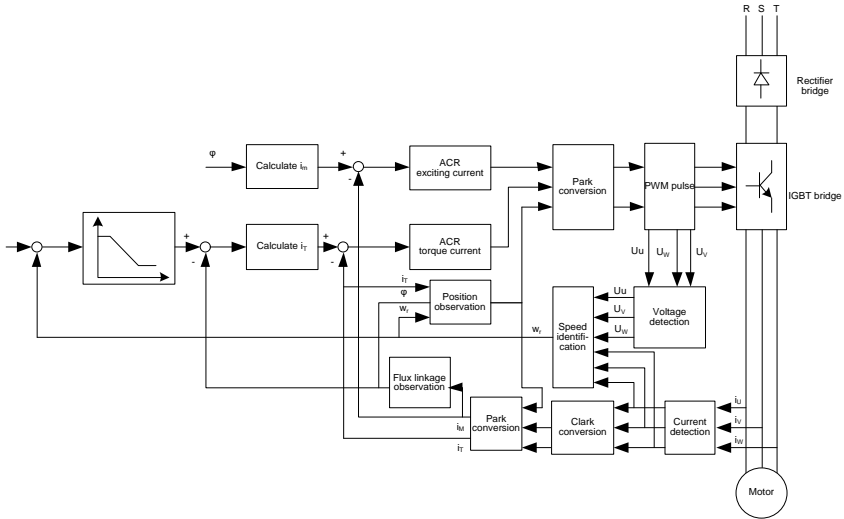 R S T
Rectifier
bridge
φ
Calculate im
+
-
ACR
exciting current
Park
conversion
PWM pulse
IGBT bridge
+
-
Calculate iT
+
-
ACR
torque current
Uu
UW
UV
iT
φ
wr
Position
observation
Uu
UV
UW
Voltage
detection
wr
Speed
identifi-
cation
Flux linkage
observation
iM
iT
Park
conversion
Clark
conversion
Current
detection
iU
iV
iW
Motor